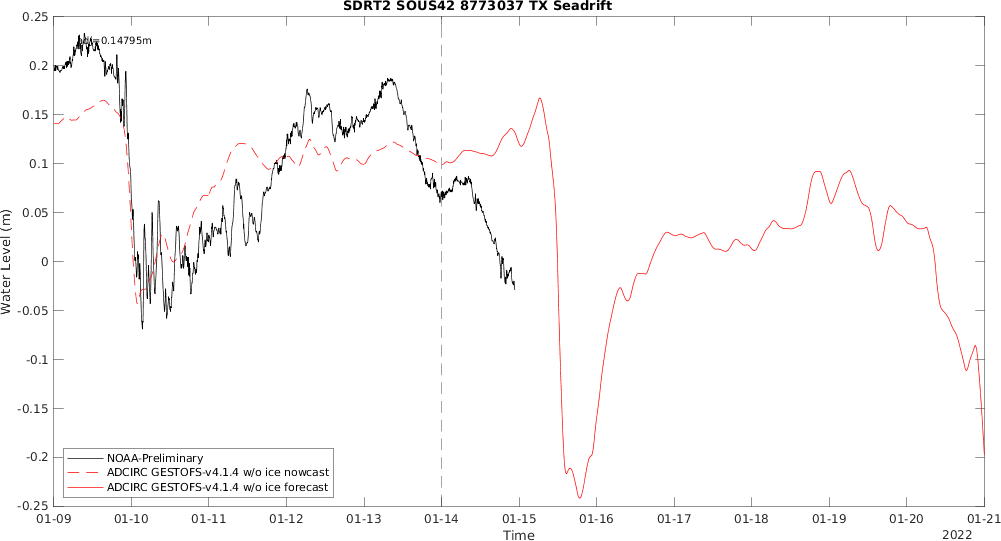 SDRT2 SOUS42 8773037 TX Seadrift
0.25
0.2
0.15
0.1
0.05
0
-0.05
-0.1
-0.15
-0.2
-0.25
Water Level (m)
=0.14795m
NOAA-Preliminary
ADCIRC GESTOFS-v4.1.4 w/o ice nowcast
ADCIRC GESTOFS-v4.1.4 w/o ice forecast
01-09 01-10 01-11 01-12 01-13 01-14 01-15 01-16 01-17 01-18 01-19 01-20 01-21
Time
2022